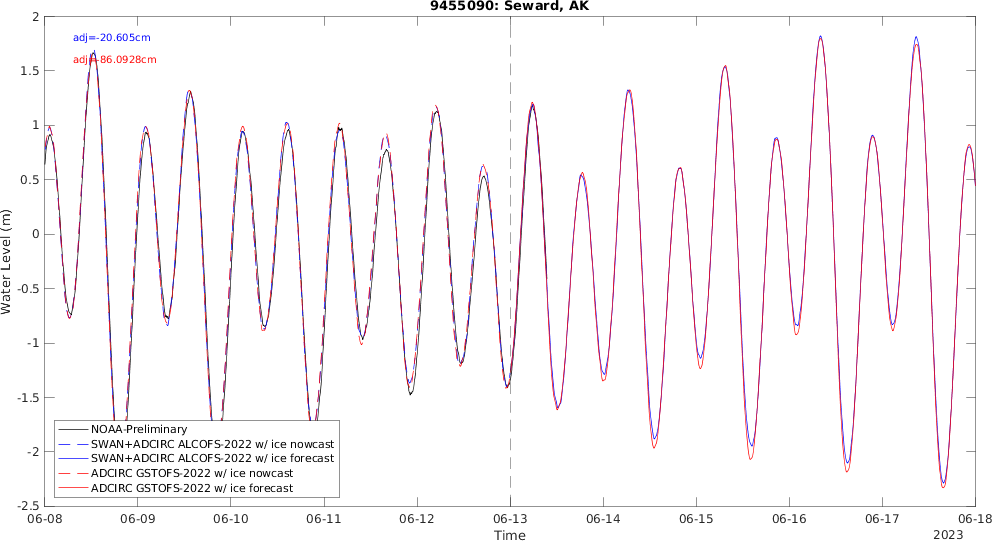 9455090: Seward, AK
adj=-20.605cm
adj=-86.0928cm
Water Level (m)
2
1.5
1
0.5
0
-0.5
-1
-1.5
-2
-2.5
NOAA-Preliminary
SWAN+ADCIRC ALCOFS-2022 w/ ice nowcast
SWAN+ADCIRC ALCOFS-2022 w/ ice forecast
ADCIRC GSTOFS-2022 w/ ice nowcast
ADCIRC GSTOFS-2022 w/ ice forecast
06-08 06-09 06-10 06-11 06-12 06-13 06-14 06-15 06-16 06-17 06-18
Time
2023